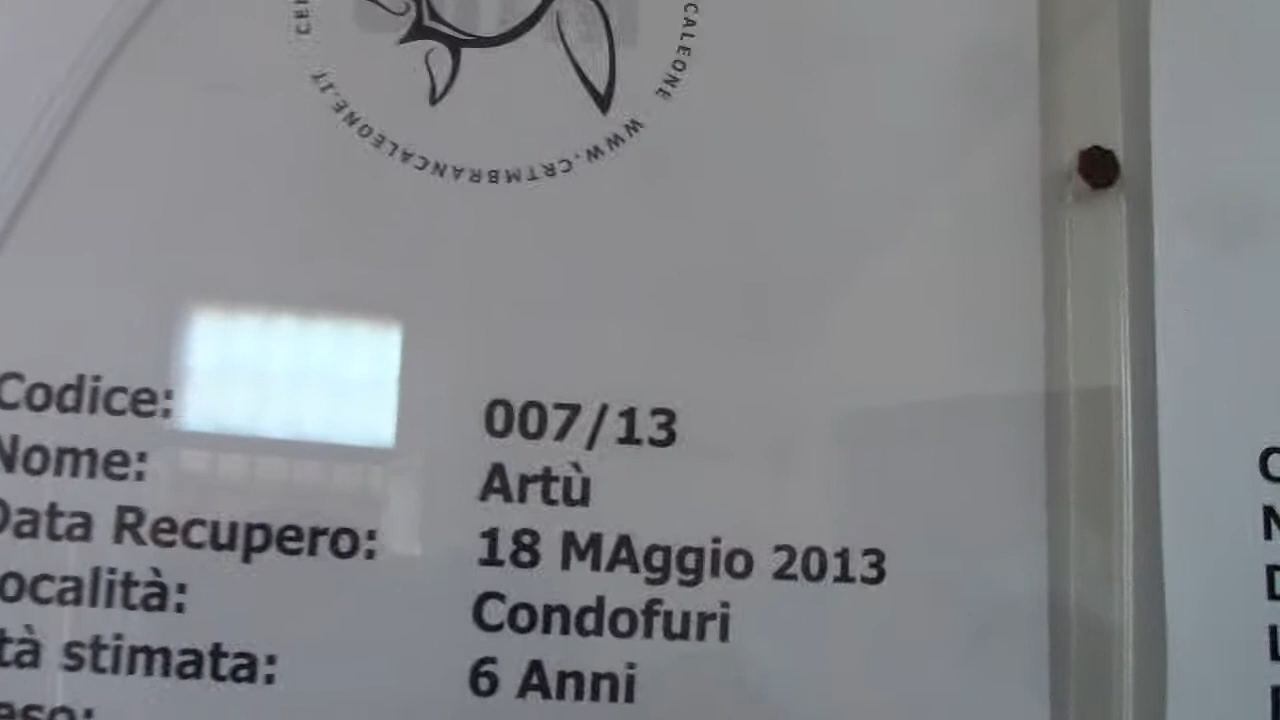 CALEONE
WWW.CRTMBRANCALEONE.IT
Codice: 007/13
Nome: Artù
Data Recupero: 18 MAggio 2013
ocalità: Condofuri
tà stimata: 6 Anni